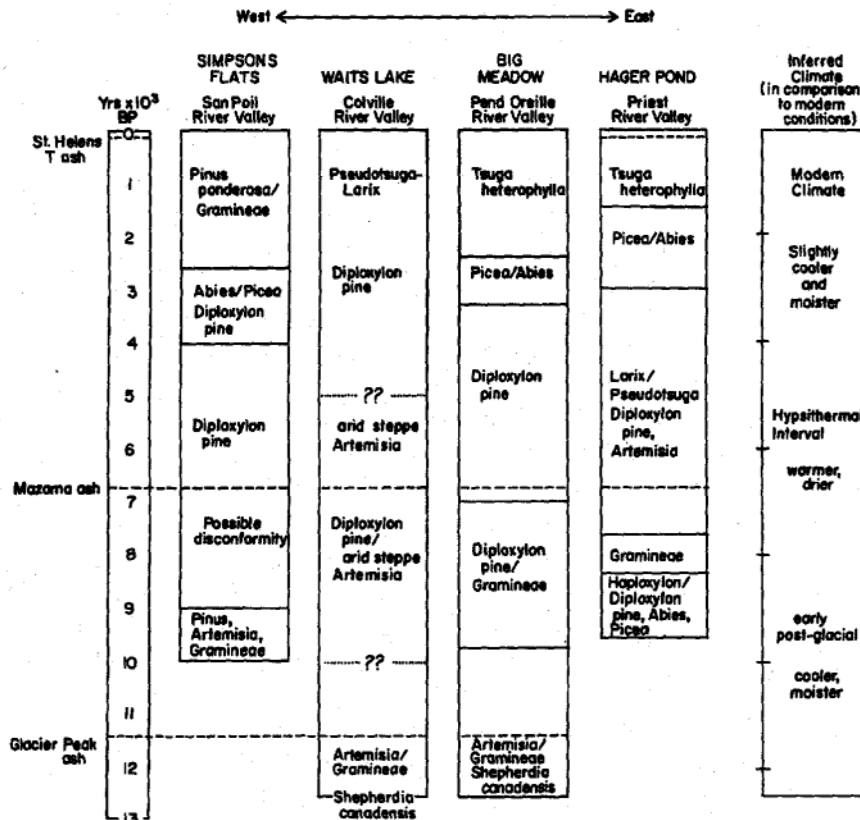 West
East
SIMPSONS
FLATS
San Poil
River Valley
WAITS LAKE
Colville
River Valley
BIG
MEADOW
Pend Oreille
River Valley
HAGER POND
Priest
River Valley
Inferred
Climate
(in comparison
to modern
conditions)
Yrs x10³
BP
0
1
2
3
4
5
6
7
8
9
10
11
12
13
St. Helens
T ash
Mazama ash
Glacier Peak
ash
Pinus
ponderosa/
Gramineae
Abies/Picea
Diploxylon
pine
Diploxylon
pine
Possible
disconformity
Pinus,
Artemisia,
Gramineae
Pseudotsuga-
Larix
Diploxylon
pine
??
arid steppe
Artemisia
Diploxylon
pine/
arid steppe
Artemisia
??
Artemisia/
Gramineae
Shepherdia
canadensis
Tsuga
heterophylla
Picea/Abies
Diploxylon
pine
Diploxylon
pine/
Gramineae
Artemisia/
Gramineae
Shepherdia
canadensis
Tsuga
heterophylla
Picea/Abies
Larix/
Pseudotsuga
Diploxylon
pine,
Artemisia
Gramineae
Haploxylon/
Diploxylon
pine, Abies,
Picea
Modern
Climate
Slightly
cooler
and
moister
Hypsithermal
Interval
warmer,
drier
early
post-glacial
cooler,
moister